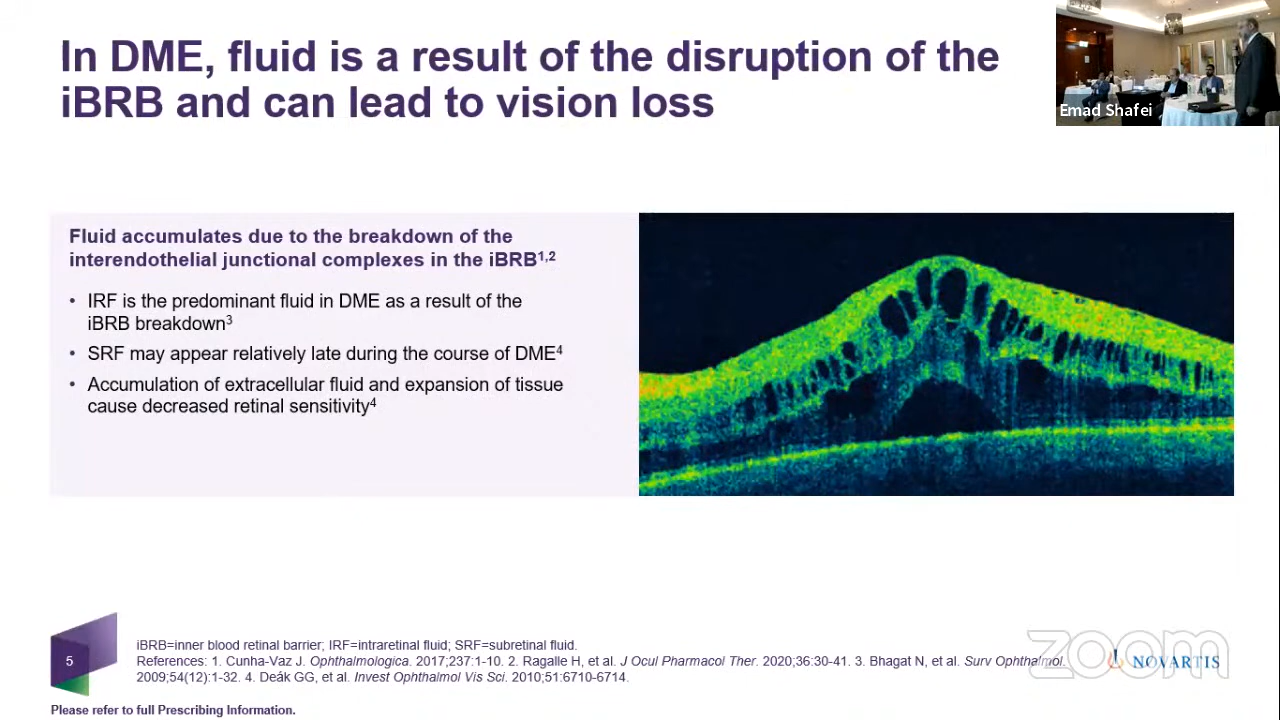 In DME, fluid is a result of the disruption of the
iBRB and can lead to vision loss
Emad Shafei
Fluid accumulates due to the breakdown of the
interendothelial junctional complexes in the iBRB1,2
• IRF is the predominant fluid in DME as a result of the
iBRB breakdown3
• SRF may appear relatively late during the course of DME4
• Accumulation of extracellular fluid and expansion of tissue
cause decreased retinal sensitivity4
5
iBRB=inner blood retinal barrier; IRF=intraretinal fluid; SRF=subretinal fluid.
References: 1. Cunha-Vaz J. Ophthalmologica. 2017;237:1-10. 2. Ragalle H, et al. J Ocul Pharmacol Ther. 2020;36:30-41. 3. Bhagat N, et al. Surv Ophthalmol.
2009;54(12):1-32. 4. Deák GG, et al. Invest Ophthalmol Vis Sci. 2010;51:6710-6714.
zoom
NOVARTIS
Please refer to full Prescribing Information.